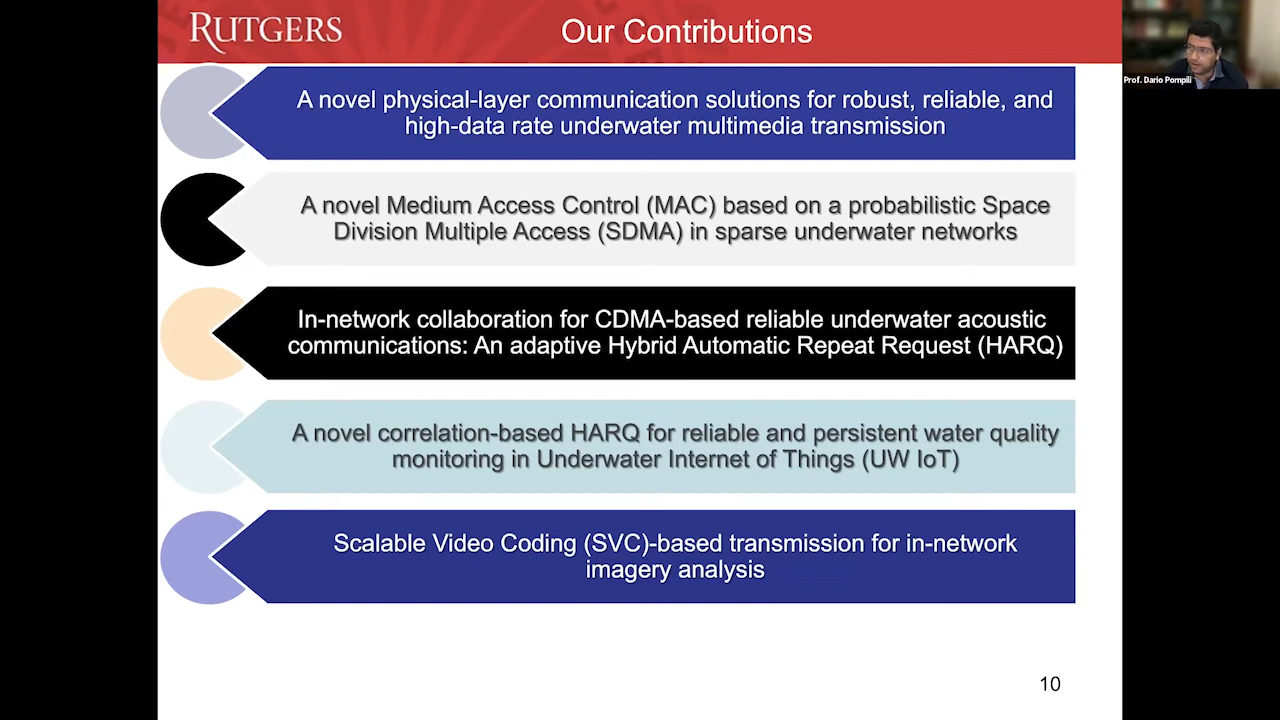 RUTGERS
Our Contributions
Prof. Dario Pompili
A novel physical-layer communication solutions for robust, reliable, and
high-data rate underwater multimedia transmission
A novel Medium Access Control (MAC) based on a probabilistic Space
Division Multiple Access (SDMA) in sparse underwater networks
In-network collaboration for CDMA-based reliable underwater acoustic
communications: An adaptive Hybrid Automatic Repeat Request (HARQ)
A novel correlation-based HARQ for reliable and persistent water quality
monitoring in Underwater Internet of Things (UW IoT)
Scalable Video Coding (SVC)-based transmission for in-network
imagery analysis
10